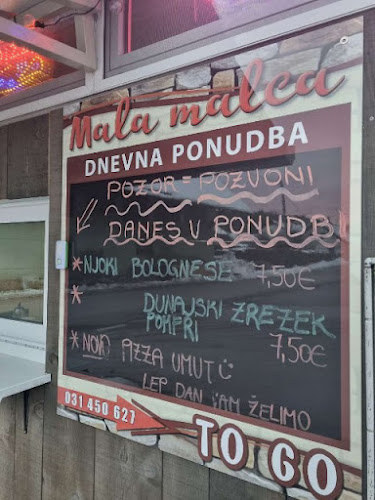 Mala malca
DNEVNA PONUDBA
POZOR = POZVONI
DANES V PONUDBI
* NJOKI BOLOGNESE 7,50€
* DUNAJSKI ZREZEK
POMFRI 7,50€
* NOVO PIZZA UMUT
LEP DAN VAM ŽELIMO
031 450 627
TO GO